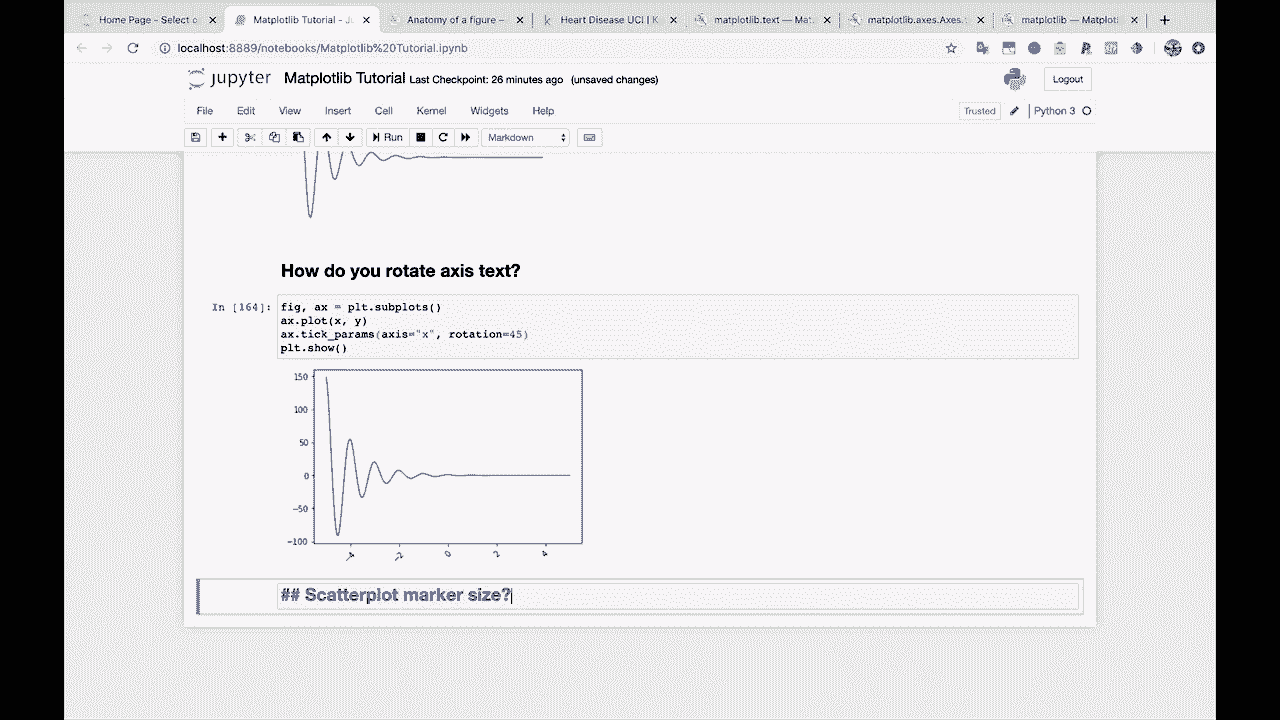 Home Page - Select o
Matplotlib Tutorial - Ju
Anatomy of a figure —
Heart Disease UCI | K
matplotlib.text — Mat
matplotlib.axes.Axes.
matplotlib — Matplotl
localhost:8889/notebooks/Matplotlib%20Tutorial.ipynb
jupyter Matplotlib Tutorial Last Checkpoint: 26 minutes ago (unsaved changes)
Logout
File Edit View Insert Cell Kernel Widgets Help
Trusted
Python 3
Run
Markdown
How do you rotate axis text?
In [164]:
fig, ax = plt.subplots()
ax.plot(x, y)
ax.tick_params(axis="x", rotation=45)
plt.show()
150
100
50
0
−50
−100
−4 −2 0 2 4
## Scatterplot marker size?